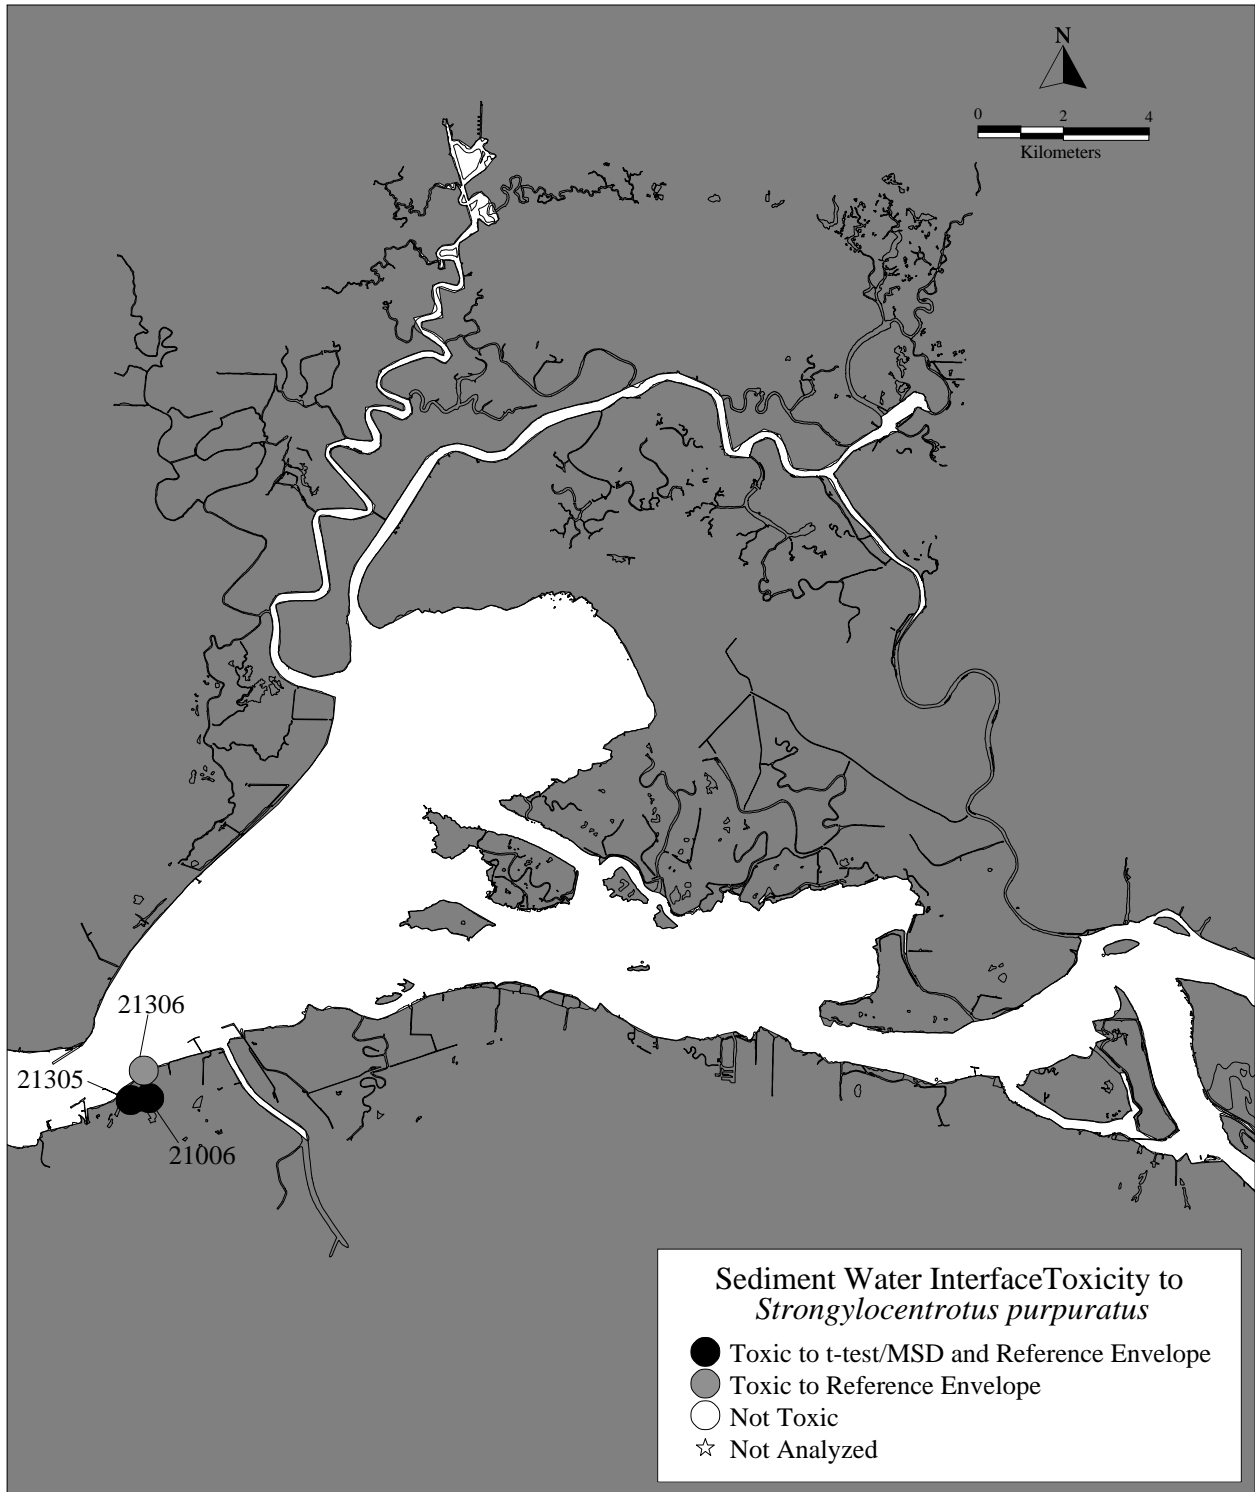 N
0 2 4
Kilometers
21306
21305
21006
Sediment Water InterfaceToxicity to
Strongylocentrotus purpuratus
Toxic to t-test/MSD and Reference Envelope
Toxic to Reference Envelope
Not Toxic
Not Analyzed